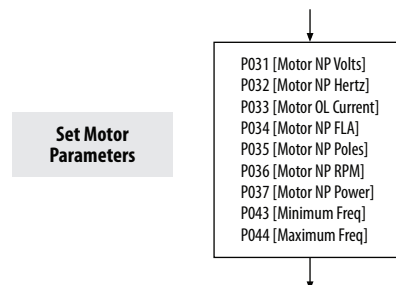 Set Motor
Parameters
P031 [Motor NP Volts]
P032 [Motor NP Hertz]
P033 [Motor OL Current]
P034 [Motor NP FLA]
P035 [Motor NP Poles]
P036 [Motor NP RPM]
P037 [Motor NP Power]
P043 [Minimum Freq]
P044 [Maximum Freq]